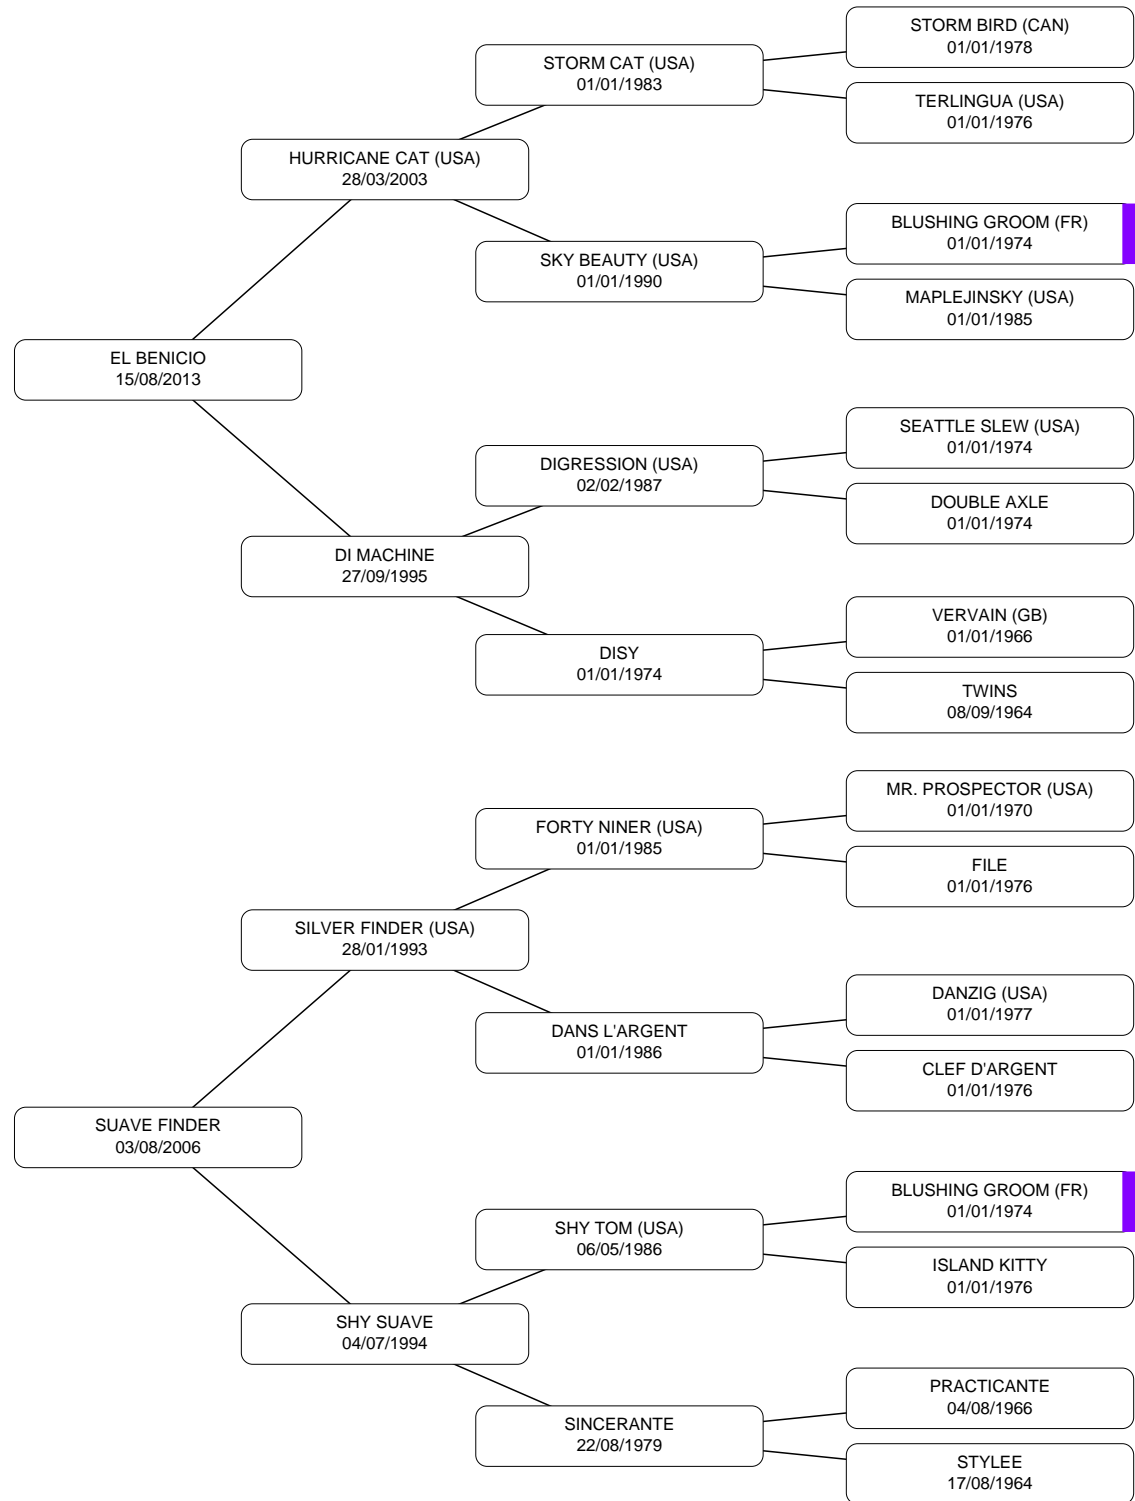 STORM BIRD (CAN)
01/01/1978
STORM CAT (USA)
01/01/1983
TERLINGUA (USA)
01/01/1976
HURRICANE CAT (USA)
28/03/2003
BLUSHING GROOM (FR)
01/01/1974
SKY BEAUTY (USA)
01/01/1990
MAPLEJINSKY (USA)
01/01/1985
EL BENICIO
15/08/2013
SEATTLE SLEW (USA)
01/01/1974
DIGRESSION (USA)
02/02/1987
DOUBLE AXLE
01/01/1974
DI MACHINE
27/09/1995
VERVAIN (GB)
01/01/1966
DISY
01/01/1974
TWINS
08/09/1964
MR. PROSPECTOR (USA)
01/01/1970
FORTY NINER (USA)
01/01/1985
FILE
01/01/1976
SILVER FINDER (USA)
28/01/1993
DANZIG (USA)
01/01/1977
DANS L'ARGENT
01/01/1986
CLEF D'ARGENT
01/01/1976
SUAVE FINDER
03/08/2006
BLUSHING GROOM (FR)
01/01/1974
SHY TOM (USA)
06/05/1986
ISLAND KITTY
01/01/1976
SHY SUAVE
04/07/1994
PRACTICANTE
04/08/1966
SINCERANTE
22/08/1979
STYLEE
17/08/1964